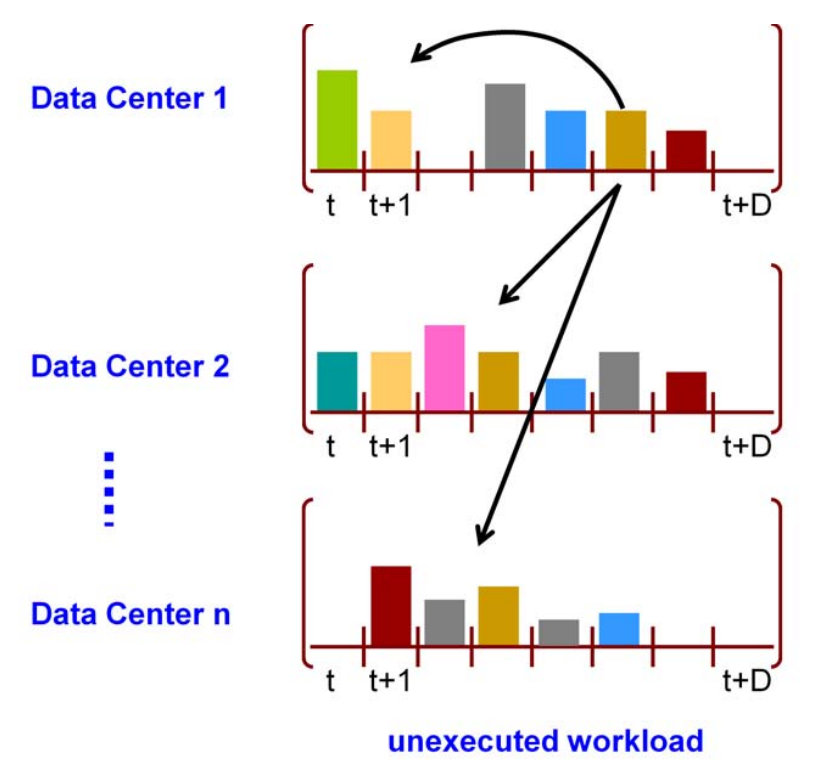 Data Center 1
t t+1 t+D
Data Center 2
t t+1 t+D
Data Center n
t t+1 t+D
unexecuted workload